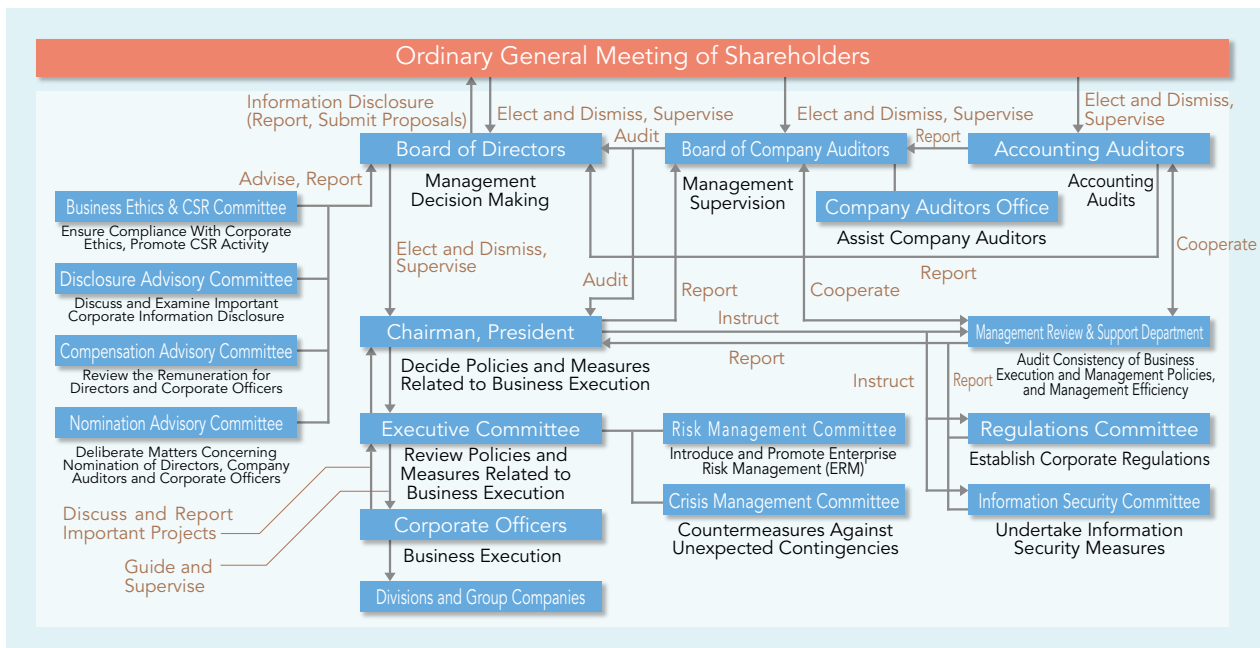 Ordinary General Meeting of Shareholders
Information Disclosure
(Report, Submit Proposals)
Elect and Dismiss, Supervise
Elect and Dismiss, Supervise
Elect and Dismiss,
Supervise
Audit
Report
Board of Directors
Board of Company Auditors
Accounting Auditors
Advise, Report
Management
Decision Making
Management
Supervision
Accounting
Audits
Business Ethics & CSR Committee
Company Auditors Office
Ensure Compliance With Corporate
Ethics, Promote CSR Activity
Assist Company Auditors
Elect and Dismiss,
Supervise
Cooperate
Disclosure Advisory Committee
Audit
Report
Cooperate
Report
Discuss and Examine Important
Corporate Information Disclosure
Instruct
Chairman, President
Management Review & Support Department
Compensation Advisory Committee
Decide Policies and Measures
Related to Business Execution
Report
Audit Consistency of Business
Execution and Management Policies,
and Management Efficiency
Review the Remuneration for
Directors and Corporate Officers
Instruct
Report
Nomination Advisory Committee
Executive Committee
Risk Management Committee
Regulations Committee
Deliberate Matters Concerning
Nomination of Directors, Company
Auditors and Corporate Officers
Review Policies and
Measures Related to
Business Execution
Introduce and Promote Enterprise
Risk Management (ERM)
Establish Corporate Regulations
Crisis Management Committee
Information Security Committee
Discuss and Report
Important Projects
Corporate Officers
Countermeasures Against
Unexpected Contingencies
Undertake Information
Security Measures
Business Execution
Guide and
Supervise
Divisions and Group Companies